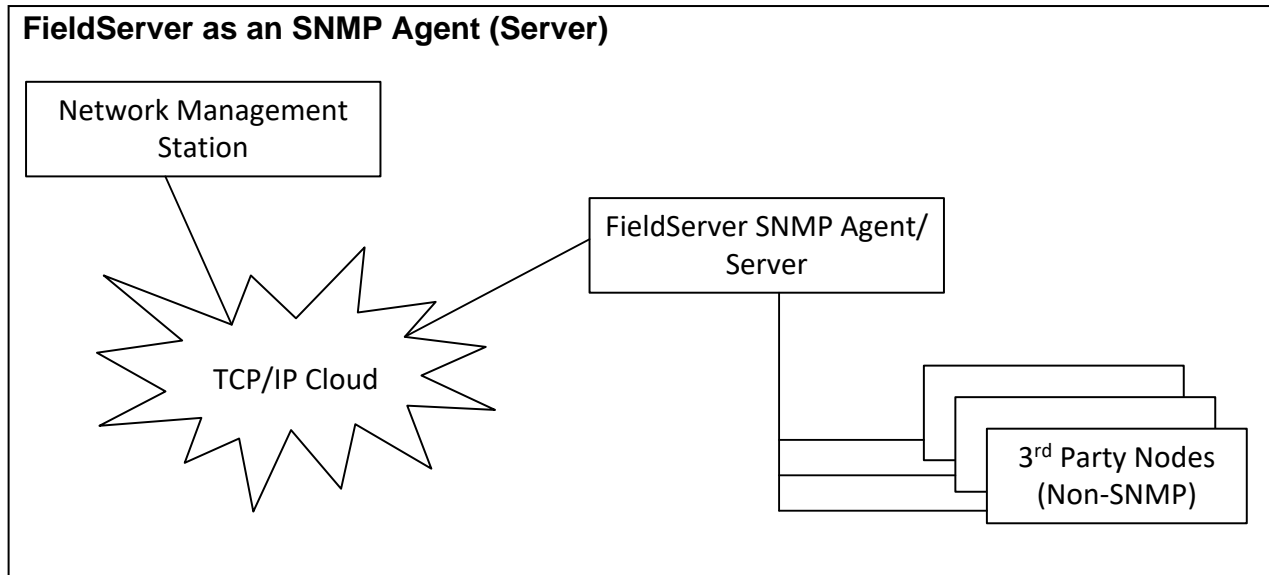 FieldServer as an SNMP Agent (Server)
Network Management
Station
FieldServer SNMP Agent/
Server
TCP/IP Cloud
3rd Party Nodes
(Non-SNMP)